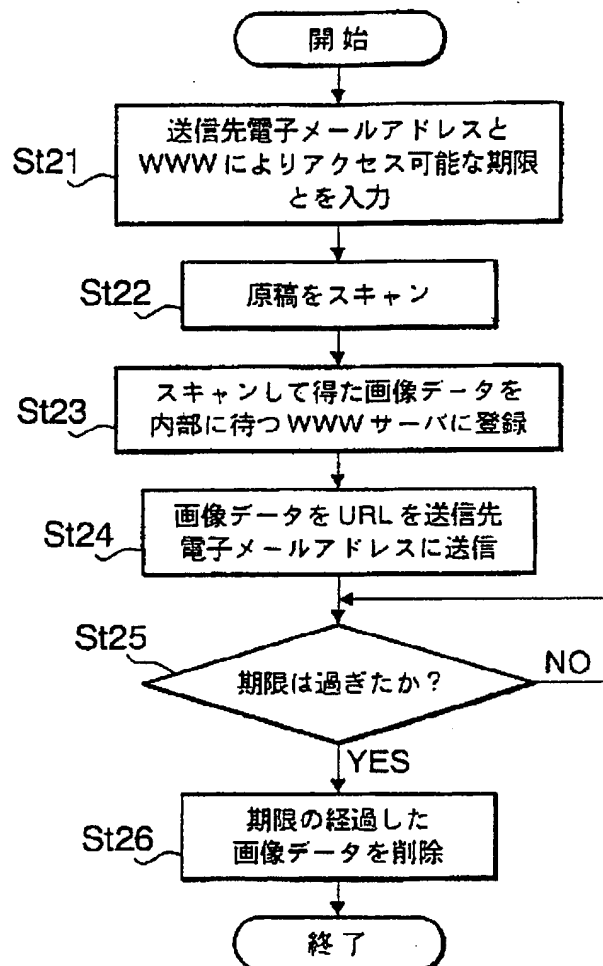 開始
St21
送信先電子メールアドレスと
WWWによりアクセス可能な期限
とを入力
St22
原稿をスキャン
St23
スキャンして得た画像データを
内部に待つWWWサーバに登録
St24
画像データをURLを送信先
電子メールアドレスに送信
St25
期限は過ぎたか?
NO
YES
St26
期限の経過した
画像データを削除
終了